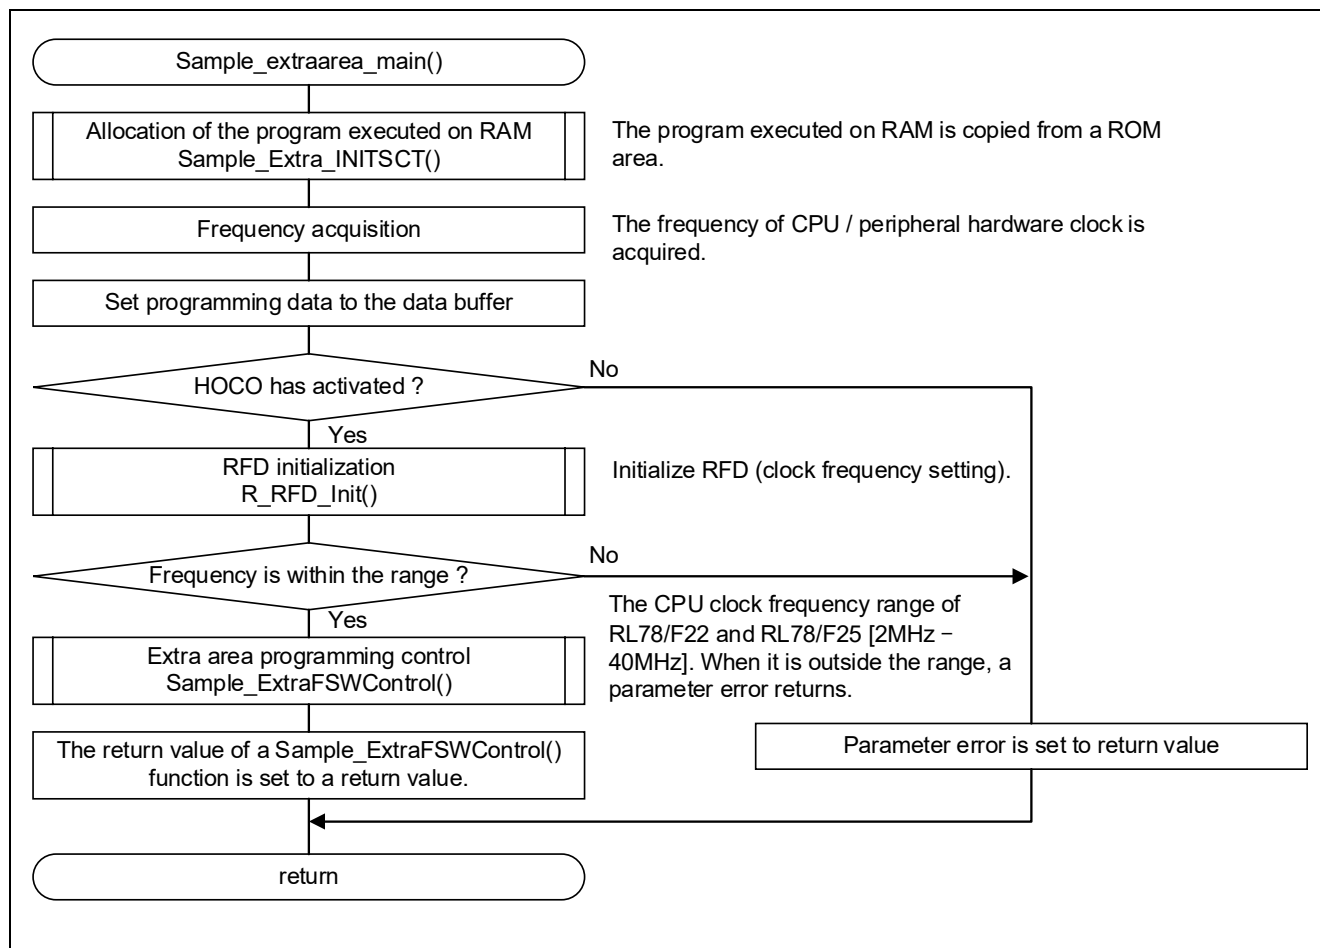 Sample_extraarea_main()
Allocation of the program executed on RAM
Sample_Extra_INITSCT()
The program executed on RAM is copied from a ROM
area.
Frequency acquisition
The frequency of CPU / peripheral hardware clock is
acquired.
Set programming data to the data buffer
HOCO has activated ?
No
Yes
RFD initialization
R_RFD_Init()
Initialize RFD (clock frequency setting).
Frequency is within the range ?
No
Yes
The CPU clock frequency range of
RL78/F22 and RL78/F25 [2MHz −
40MHz]. When it is outside the range, a
parameter error returns.
Extra area programming control
Sample_ExtraFSWControl()
The return value of a Sample_ExtraFSWControl()
function is set to a return value.
Parameter error is set to return value
return